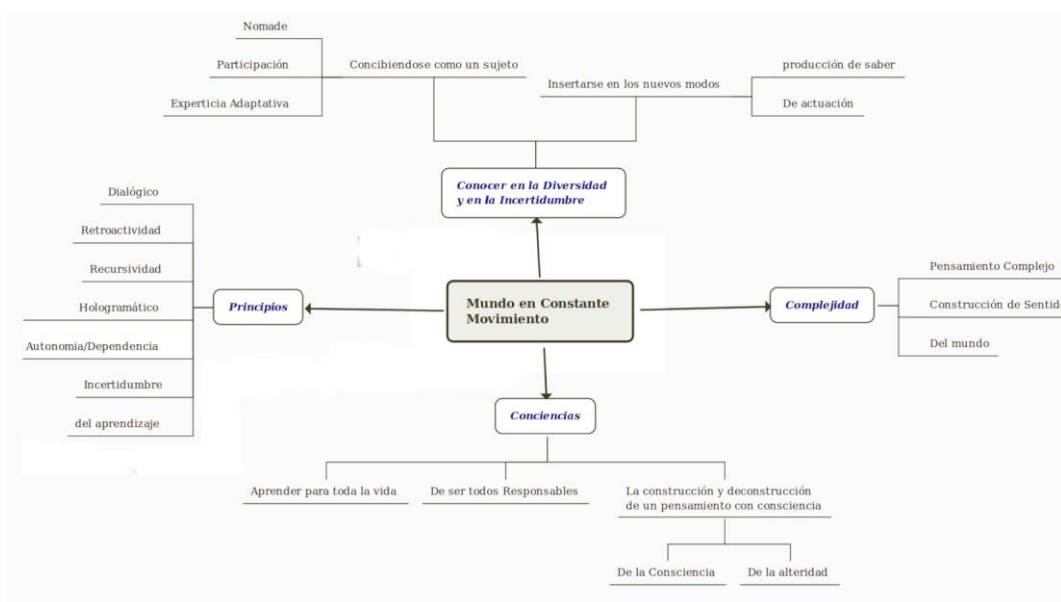 Nomade
Participación
Experticia Adaptativa
Concibiendose como un sujeto
Insertarse en los nuevos modos
producción de saber
De actuación
Conocer en la Diversidad
y en la Incertidumbre
Dialógico
Retroactividad
Recursividad
Hologramático
Autonomia/Dependencia
Incertidumbre
del aprendizaje
Principios
Mundo en Constante
Movimiento
Complejidad
Pensamiento Complejo
Construcción de Sentido
Del mundo
Conciencias
Aprender para toda la vida
De ser todos Responsables
La construcción y deconstrucción
de un pensamiento con consciencia
De la Consciencia
De la alteridad